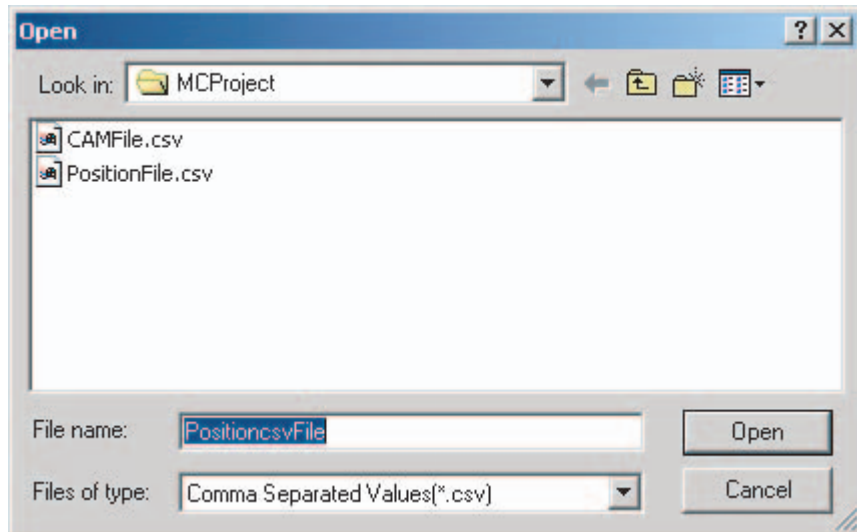 Open
Look in: MCProject
CAMFile.csv
PositionFile.csv
File name: PositioncsvFile Open
Files of type: Comma Separated Values(*.csv) Cancel